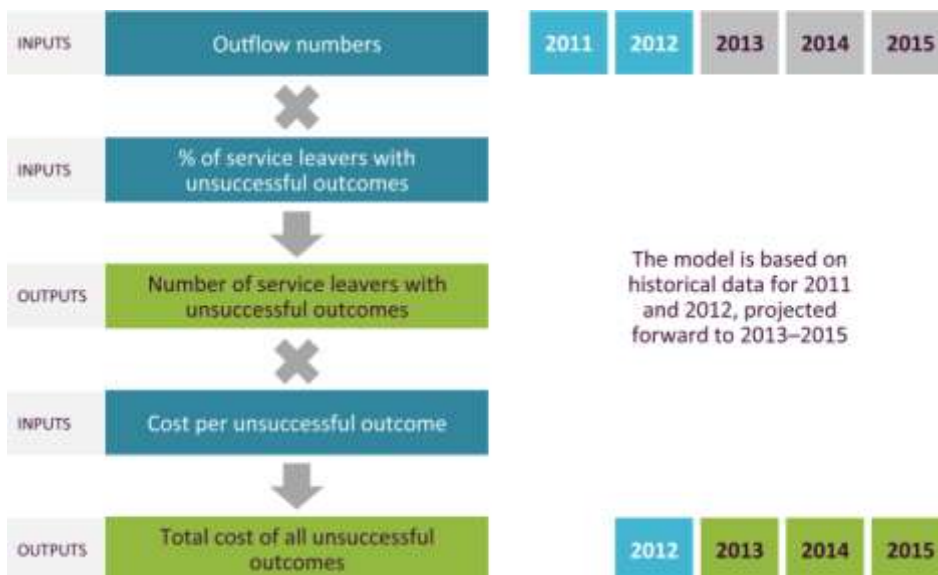 INPUTS
Outflow numbers
2011 2012 2013 2014 2015
INPUTS
% of service leavers with
unsuccessful outcomes
OUTPUTS
Number of service leavers with
unsuccessful outcomes
The model is based on
historical data for 2011
and 2012, projected
forward to 2013–2015
INPUTS
Cost per unsuccessful outcome
OUTPUTS
Total cost of all unsuccessful
outcomes
2012 2013 2014 2015